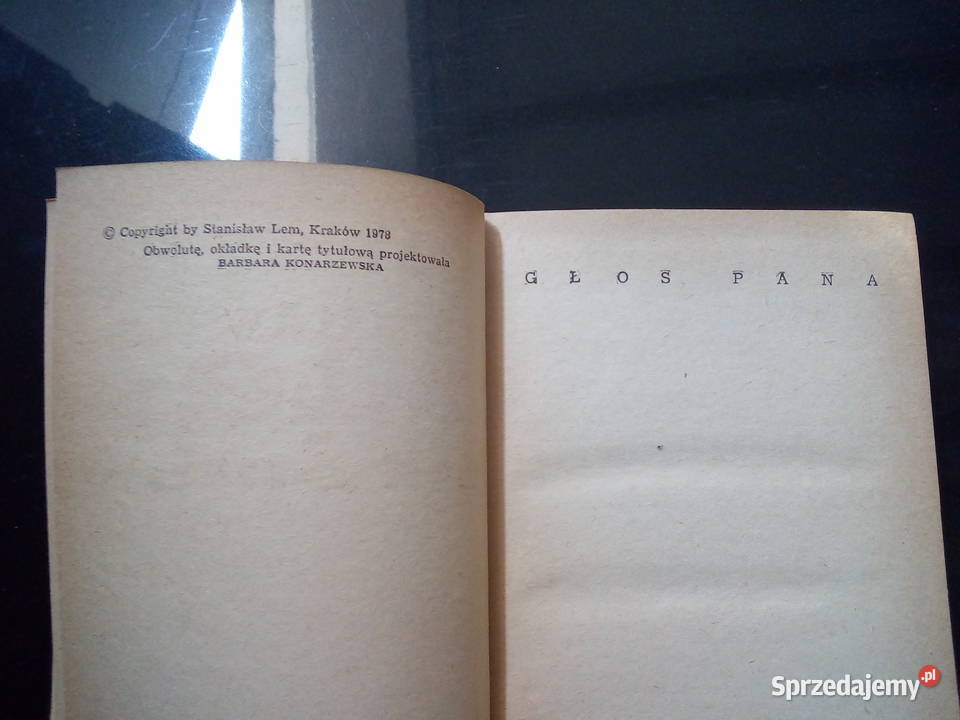 © Copyright by Stanisław Lem, Kraków 1978
Obwolutę, okładkę i kartę tytułową projektowała
BARBARA KONARZEWSKA
GŁOS PANA
Sprzedajemy.pl